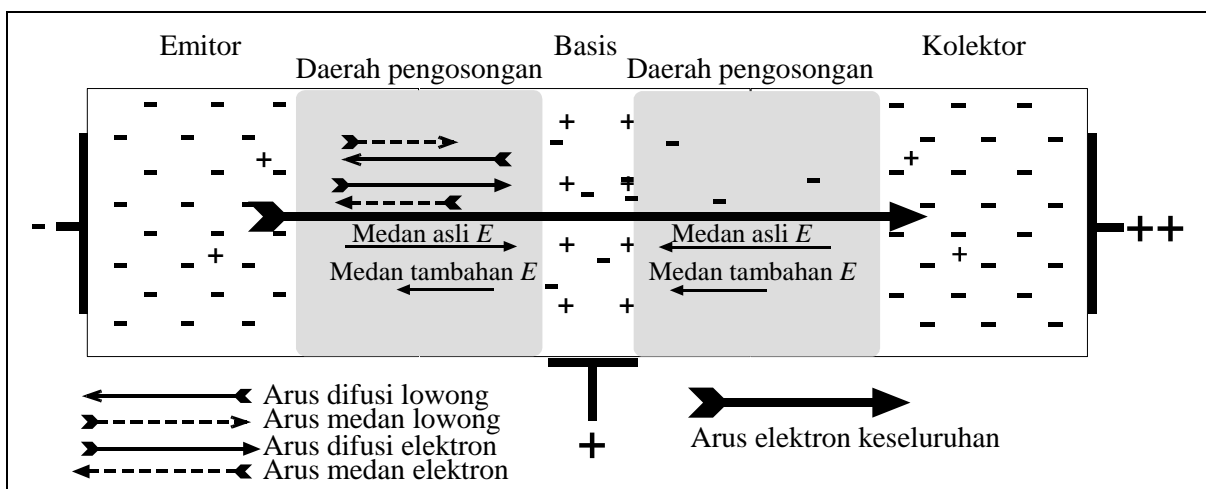 Emitor Basis Kolektor
Daerah pengosongan Daerah pengosongan
Medan asli E Medan asli E
Medan tambahan E Medan tambahan E
- + ++
Arus difusi lowong
Arus medan lowong
Arus difusi elektron
Arus medan elektron
Arus elektron keseluruhan